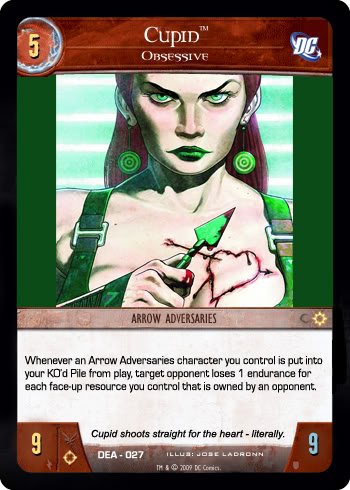 5
Cupid™
Obsessive
DC
ARROW ADVERSARIES
Whenever an Arrow Adversaries character you control is put into
your KO'd Pile from play, target opponent loses 1 endurance for
each face-up resource you control that is owned by an opponent.
Cupid shoots straight for the heart - literally.
9
DEA - 027
ILLUS: JOSE LADRONN
9
TM & © 2009 DC Comics.